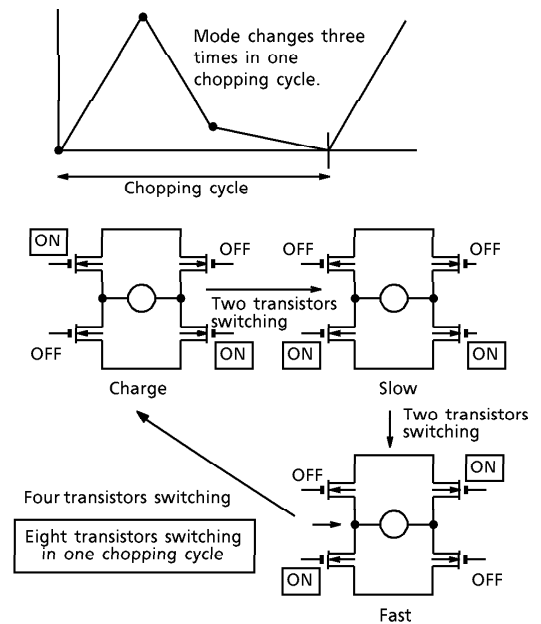 Mode changes three
times in one
chopping cycle.
Chopping cycle
ON
OFF
OFF
ON
Charge
Two transistors
switching
OFF
OFF
ON
ON
Slow
Two transistors
switching
OFF
ON
ON
OFF
Fast
Four transistors switching
Eight transistors switching
in one chopping cycle